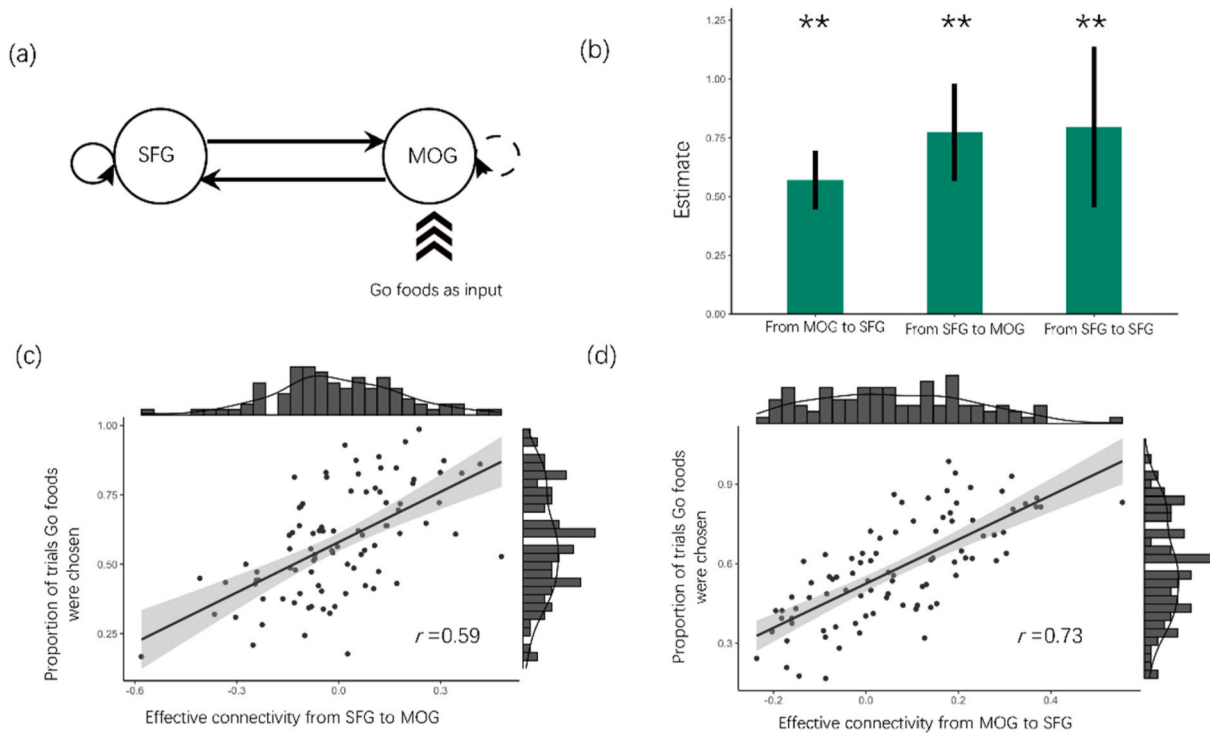 (a)
SFG
MOG
Go foods as input
(b)
** ** **
Estimate
1.25
1.00
0.75
0.50
0.25
0.00
From MOG to SFG From SFG to MOG From SFG to SFG
(c)
Proportion of trials Go foods
were chosen
1.00
0.75
0.50
0.25
r=0.59
-0.6 -0.3 0.0 0.3
Effective connectivity from SFG to MOG
(d)
Proportion of trials Go foods
were chosen
0.9
0.6
0.3
r=0.73
-0.2 0.0 0.2 0.4
Effective connectivity from MOG to SFG